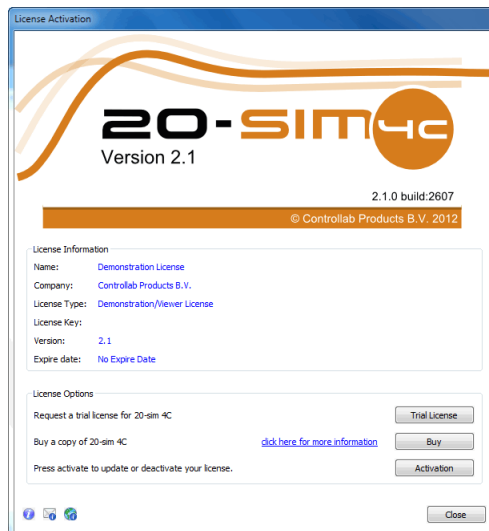 License Activation
20-SIM 4C
Version 2.1
2.1.0 build:2607
© Controllab Products B.V. 2012
License Information
Name: Demonstration License
Company: Controllab Products B.V.
License Type: Demonstration/Viewer License
License Key:
Version: 2.1
Expire date: No Expire Date
License Options
Request a trial license for 20-sim 4C Trial License
Buy a copy of 20-sim 4C click here for more information Buy
Press activate to update or deactivate your license. Activation
Close